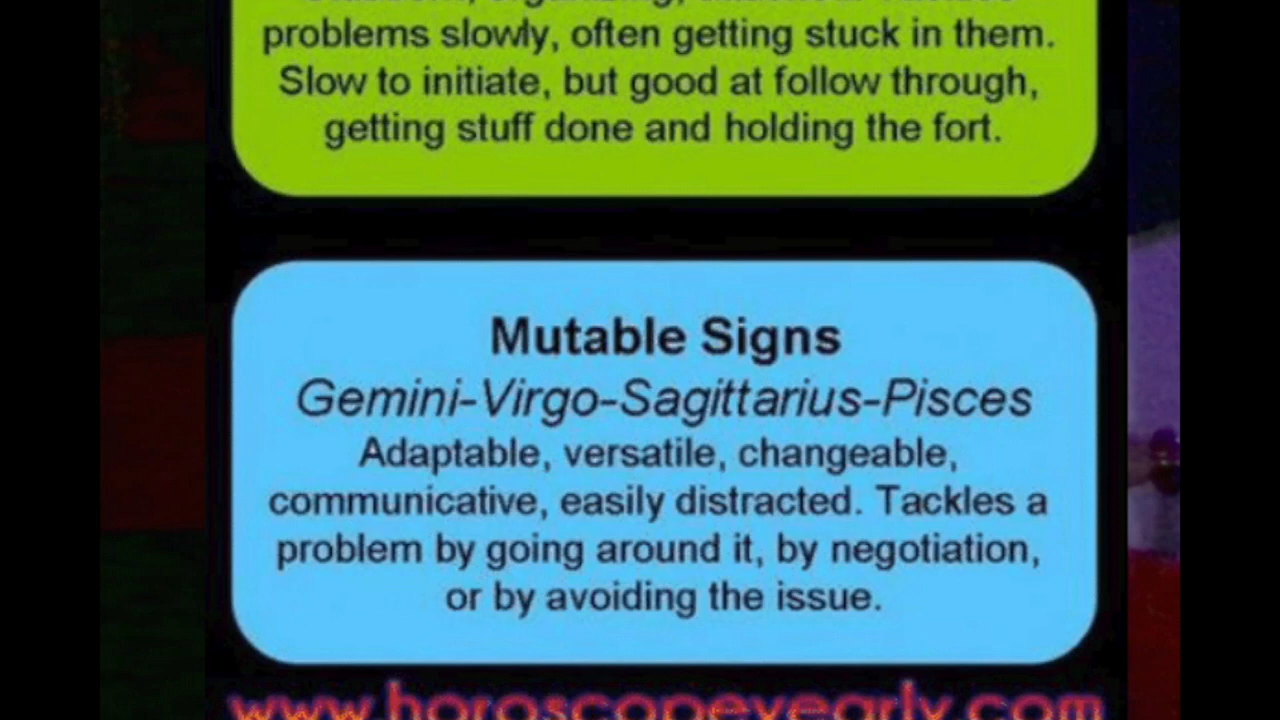 problems slowly, often getting stuck in them.
Slow to initiate, but good at follow through,
getting stuff done and holding the fort.
Mutable Signs
Gemini-Virgo-Sagittarius-Pisces
Adaptable, versatile, changeable,
communicative, easily distracted. Tackles a
problem by going around it, by negotiation,
or by avoiding the issue.
www.horoscopeyearly.com